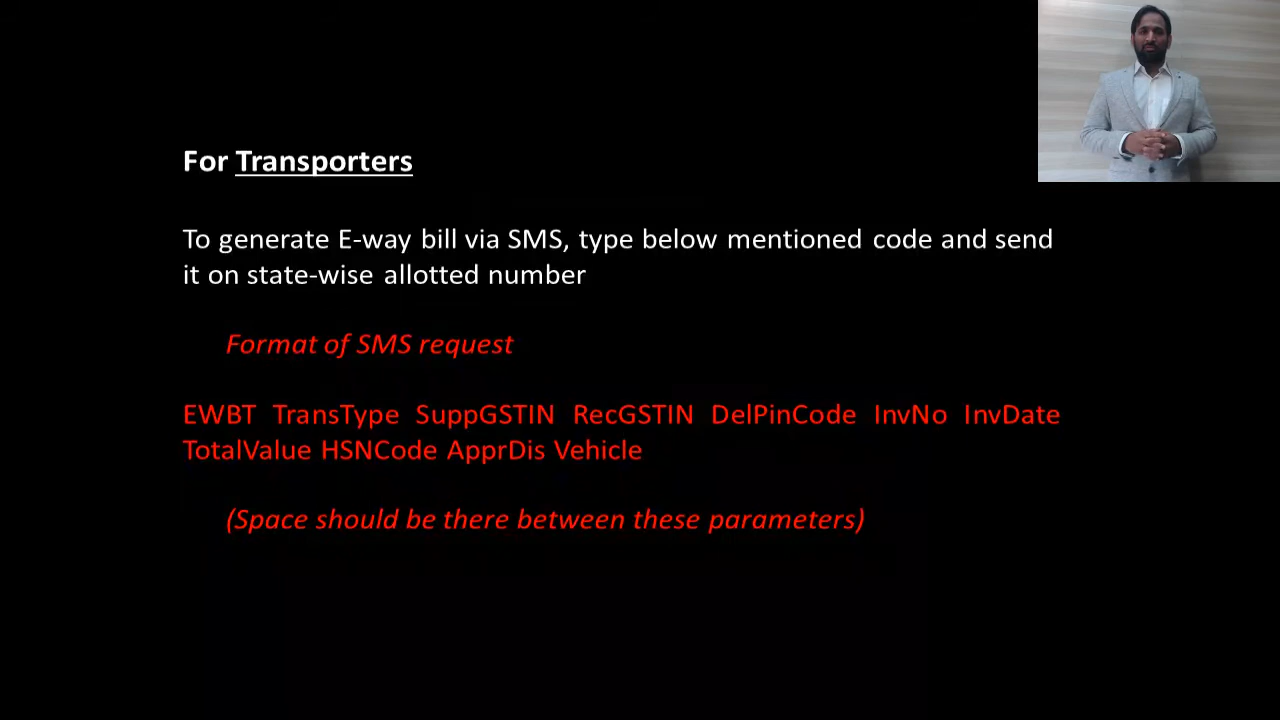 For Transporters
To generate E-way bill via SMS, type below mentioned code and send
it on state-wise allotted number
Format of SMS request
EWBT TransType SuppGSTIN RecGSTIN DelPinCode InvNo InvDate
TotalValue HSNCode ApprDis Vehicle
(Space should be there between these parameters)